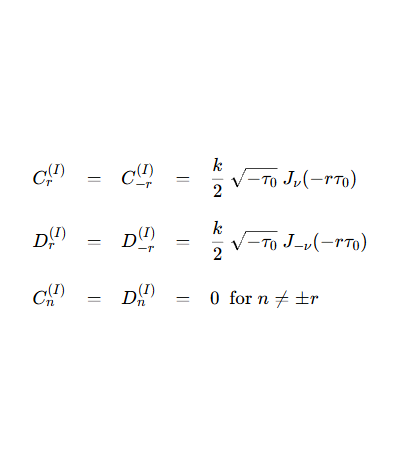 $C_r^{(I)} = C_{-r}^{(I)} = \frac{k}{2} \sqrt{-\tau_0} \, J_\nu(-r\tau_0)$
$D_r^{(I)} = D_{-r}^{(I)} = \frac{k}{2} \sqrt{-\tau_0} \, J_{-\nu}(-r\tau_0)$
$C_n^{(I)} = D_n^{(I)} = 0 \text{ for } n \neq \pm r$